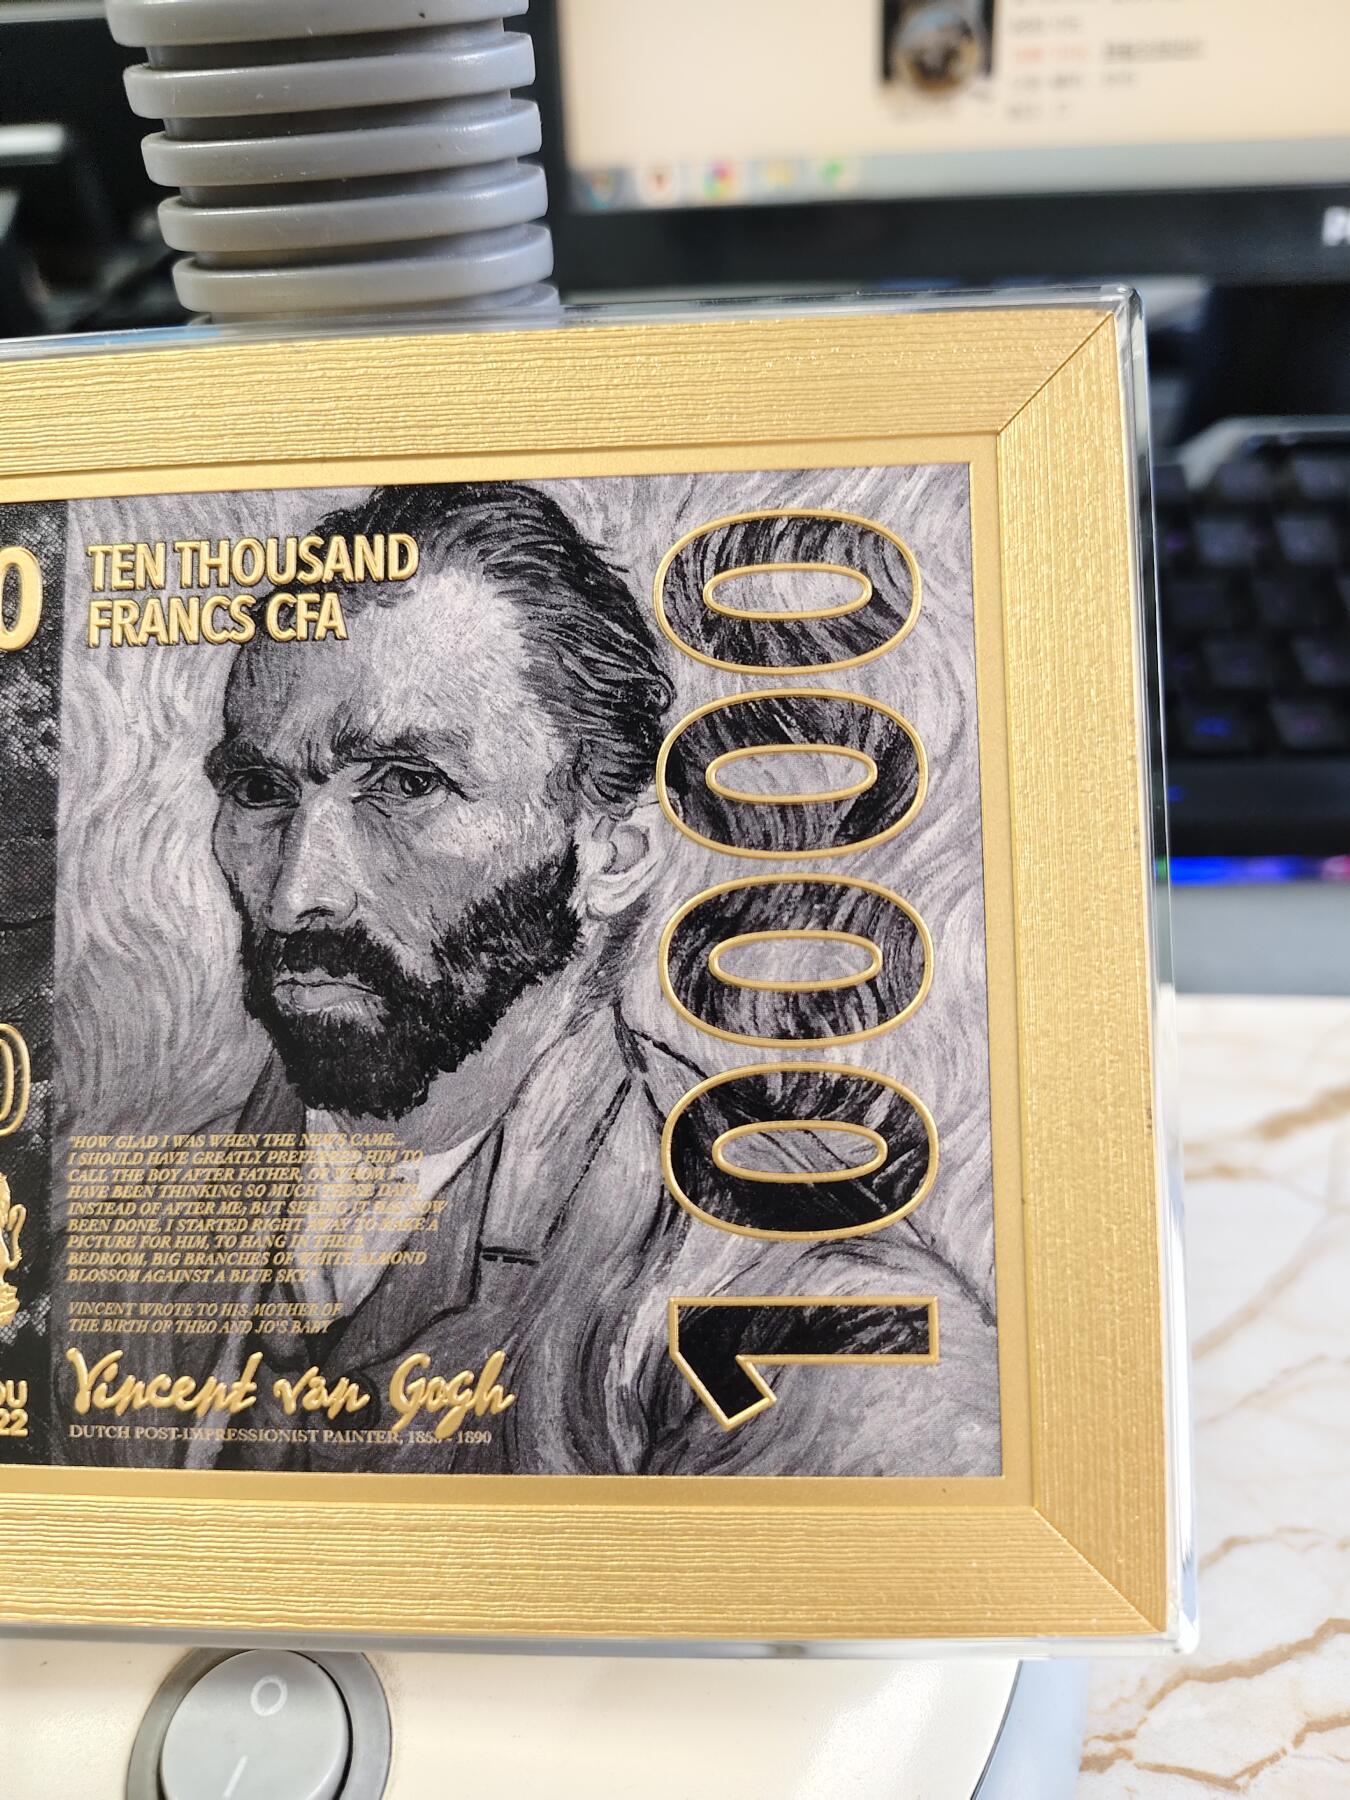 TEN THOUSAND
FRANCS CFA
10000
"HOW GLAD I WAS WHEN THE NEWS CAME...
I SHOULD HAVE GREATLY PREFERRED HIM TO
CALL THE BOY AFTER FATHER, OF WHOM I
HAVE BEEN THINKING SO MUCH THESE DAYS,
INSTEAD OF AFTER ME; BUT SEEING IT HAS NOW
BEEN DONE, I STARTED RIGHT AWAY TO MAKE A
PICTURE FOR HIM, TO HANG IN THEIR
BEDROOM, BIG BRANCHES OF WHITE ALMOND
BLOSSOM AGAINST A BLUE SKY."
VINCENT WROTE TO HIS MOTHER OF
THE BIRTH OF THEO AND JO'S BABY
Vincent van Gogh
DUTCH POST-IMPRESSIONIST PAINTER, 1853 - 1890
0
OU
22